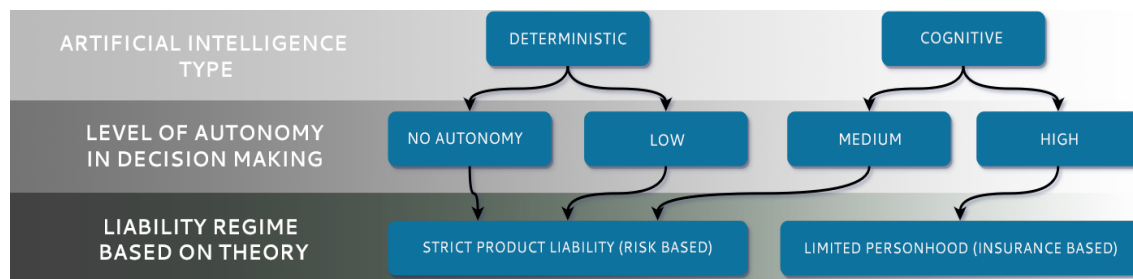 ARTIFICIAL INTELLIGENCE
TYPE
DETERMINISTIC
COGNITIVE
LEVEL OF AUTONOMY
IN DECISION MAKING
NO AUTONOMY
LOW
MEDIUM
HIGH
LIABILITY REGIME
BASED ON THEORY
STRICT PRODUCT LIABILITY (RISK BASED)
LIMITED PERSONHOOD (INSURANCE BASED)